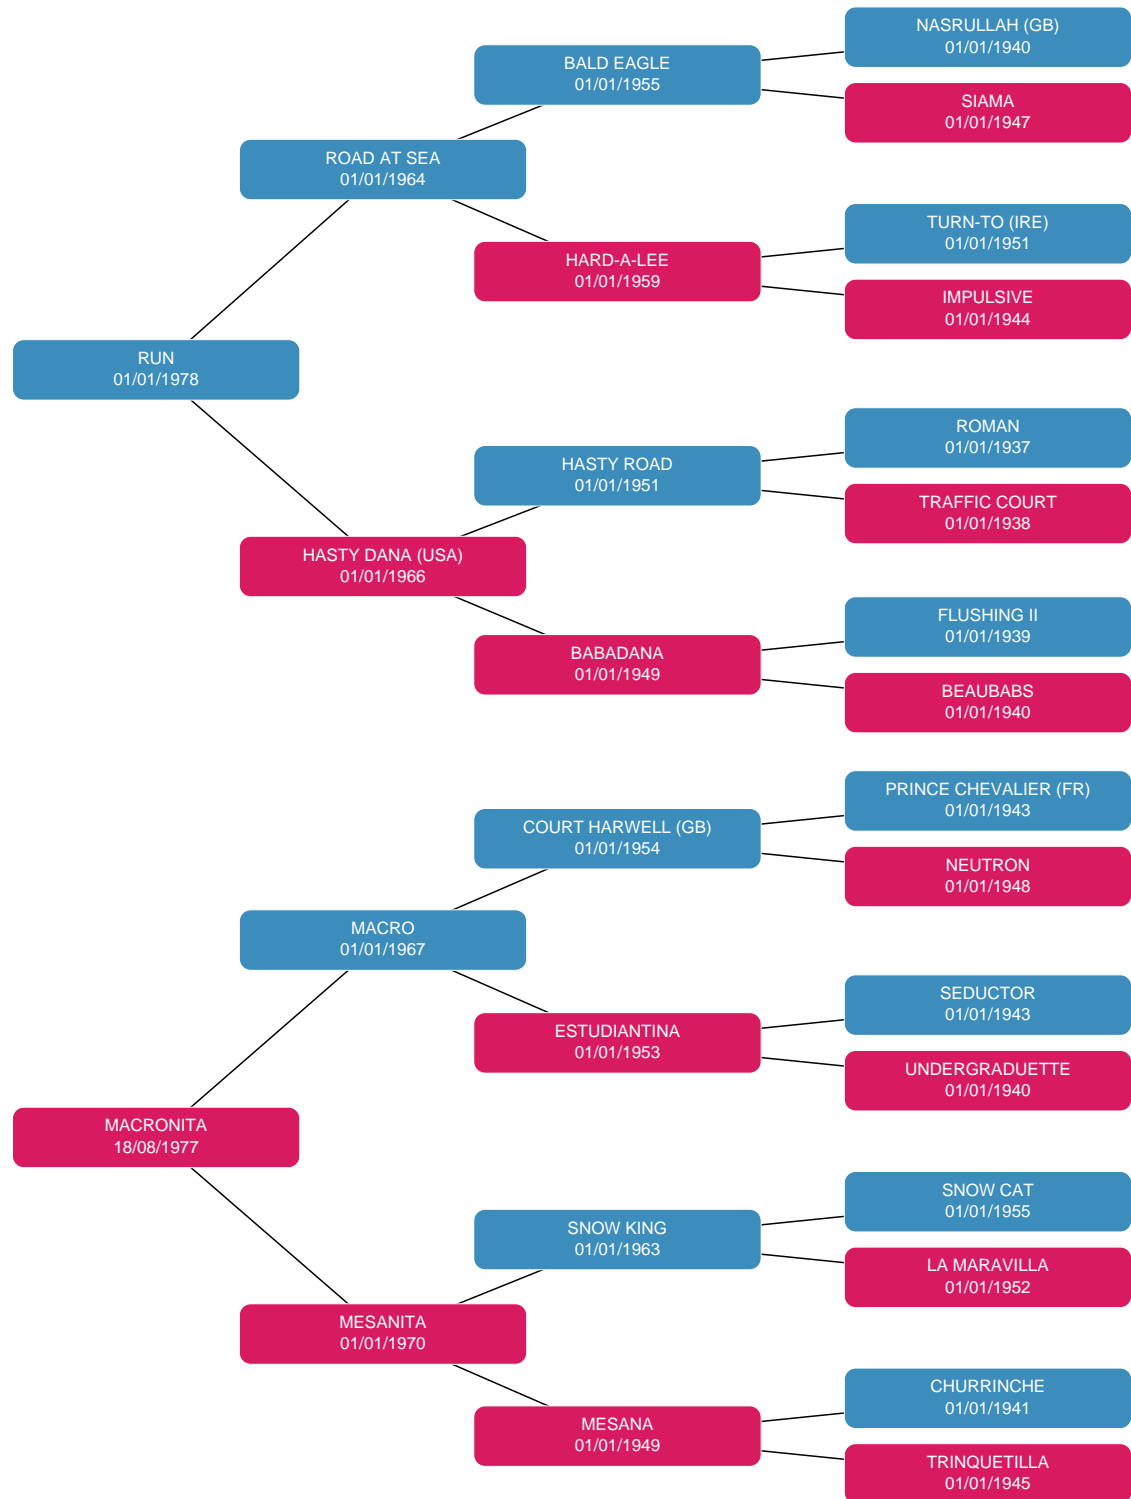 NASRULLAH (GB)
01/01/1940
BALD EAGLE
01/01/1955
SIAMA
01/01/1947
ROAD AT SEA
01/01/1964
TURN-TO (IRE)
01/01/1951
HARD-A-LEE
01/01/1959
IMPULSIVE
01/01/1944
RUN
01/01/1978
ROMAN
01/01/1937
HASTY ROAD
01/01/1951
TRAFFIC COURT
01/01/1938
HASTY DANA (USA)
01/01/1966
FLUSHING II
01/01/1939
BABADANA
01/01/1949
BEAUBABS
01/01/1940
PRINCE CHEVALIER (FR)
01/01/1943
COURT HARWELL (GB)
01/01/1954
NEUTRON
01/01/1948
MACRO
01/01/1967
SEDUCTOR
01/01/1943
ESTUDIANTINA
01/01/1953
UNDERGRADUETTE
01/01/1940
MACRONITA
18/08/1977
SNOW CAT
01/01/1955
SNOW KING
01/01/1963
LA MARAVILLA
01/01/1952
MESANITA
01/01/1970
CHURRINCHE
01/01/1941
MESANA
01/01/1949
TRINQUETILLA
01/01/1945